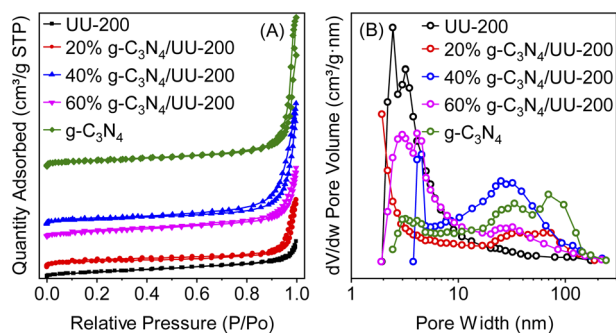 (A)
UU-200
20% g-C₃N₄/UU-200
40% g-C₃N₄/UU-200
60% g-C₃N₄/UU-200
g-C₃N₄
Quantity Adsorbed (cm³/g STP)
0.0 0.2 0.4 0.6 0.8 1.0
Relative Pressure (P/Po)
(B)
UU-200
20% g-C₃N₄/UU-200
40% g-C₃N₄/UU-200
60% g-C₃N₄/UU-200
g-C₃N₄
dV/dw Pore Volume (cm³/g·nm)
1 10 100
Pore Width (nm)